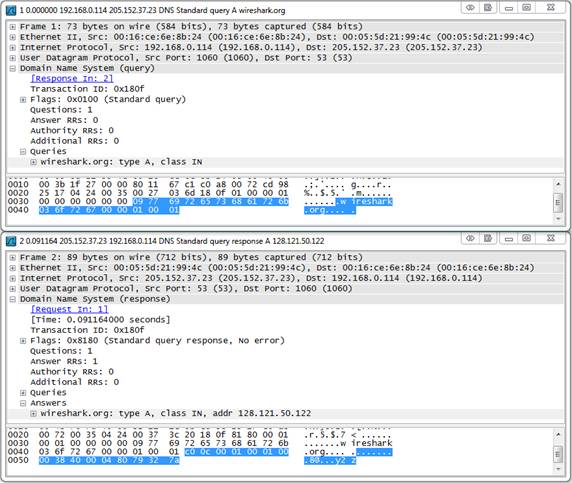 1 0.000000 192.168.0.114 205.152.37.23 DNS Standard query A wireshark.org
Frame 1: 73 bytes on wire (584 bits), 73 bytes captured (584 bits)
Ethernet II, Src: 00:16:ce:6e:8b:24 (00:16:ce:6e:8b:24), Dst: 00:05:5d:21:99:4c (00:05:5d:21:99:4c)
Internet Protocol, Src: 192.168.0.114 (192.168.0.114), Dst: 205.152.37.23 (205.152.37.23)
User Datagram Protocol, Src Port: 1060 (1060), Dst Port: 53 (53)
Domain Name System (query)
[Response In: 2]
Transaction ID: 0x180f
Flags: 0x0100 (Standard query)
Questions: 1
Answer RRs: 0
Authority RRs: 0
Additional RRs: 0
Queries
wireshark.org: type A, class IN
0010 00 3b 1f 27 00 00 80 11 67 c1 c0 a8 00 72 cd 98 .;.'.... g....r..
0020 25 17 04 24 00 35 00 27 03 6d 18 0f 01 00 00 01 %..$.5.' .m......
0030 00 00 00 00 00 00 09 77 69 72 65 73 68 61 72 6b .......w ireshark
0040 03 6f 72 67 00 00 01 00 01 .org.... .
2 0.091164 205.152.37.23 192.168.0.114 DNS Standard query response A 128.121.50.122
Frame 2: 89 bytes on wire (712 bits), 89 bytes captured (712 bits)
Ethernet II, Src: 00:05:5d:21:99:4c (00:05:5d:21:99:4c), Dst: 00:16:ce:6e:8b:24 (00:16:ce:6e:8b:24)
Internet Protocol, Src: 205.152.37.23 (205.152.37.23), Dst: 192.168.0.114 (192.168.0.114)
User Datagram Protocol, Src Port: 53 (53), Dst Port: 1060 (1060)
Domain Name System (response)
[Request In: 1]
[Time: 0.091164000 seconds]
Transaction ID: 0x180f
Flags: 0x8180 (Standard query response, No error)
Questions: 1
Answer RRs: 1
Authority RRs: 0
Additional RRs: 0
Queries
Answers
wireshark.org: type A, class IN, addr 128.121.50.122
0020 00 72 00 35 04 24 00 37 3c 20 18 0f 81 80 00 01 .r.5.$.7 < ......
0030 00 01 00 00 00 00 09 77 69 72 65 73 68 61 72 6b .......w ireshark
0040 03 6f 72 67 00 00 01 00 01 c0 0c 00 01 00 01 00 .org.... ........
0050 00 38 40 00 04 80 79 32 7a .8@...y2 z